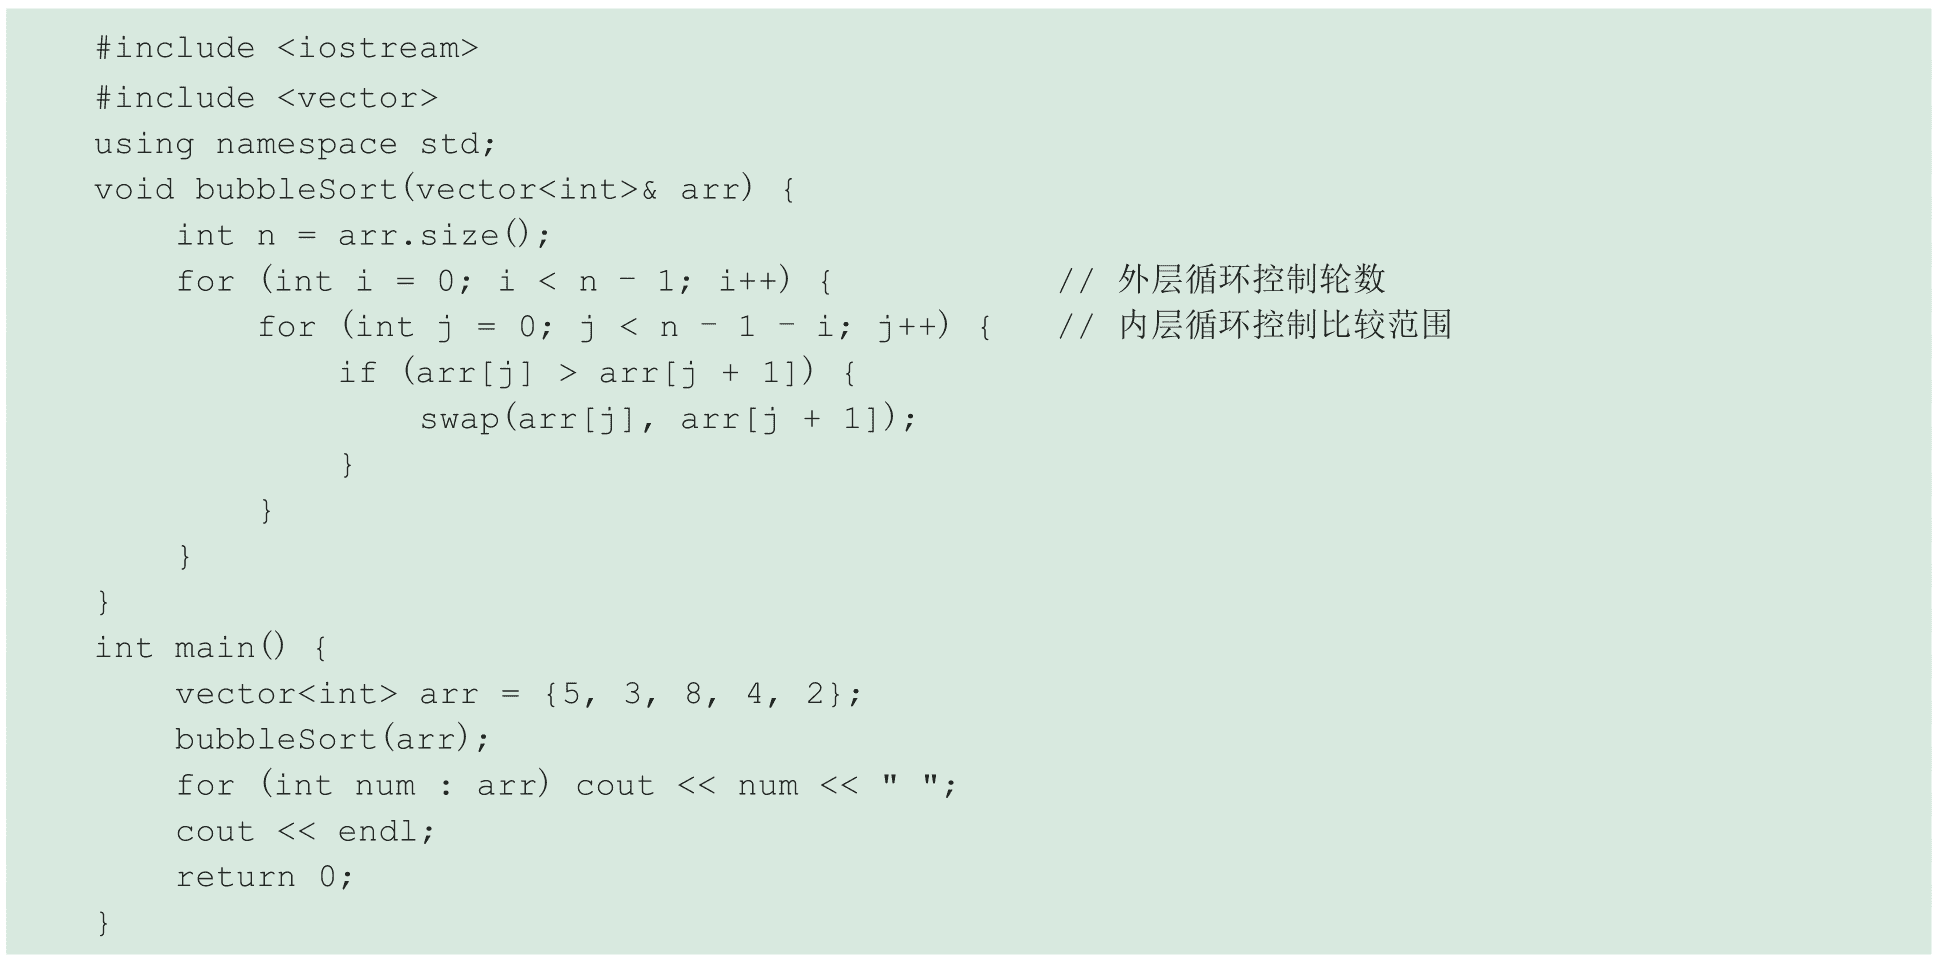 #include <iostream>
#include <vector>
using namespace std;
void bubbleSort(vector<int>& arr) {
    int n = arr.size();
    for (int i = 0; i < n - 1; i++) {           // 外层循环控制轮数
        for (int j = 0; j < n - 1 - i; j++) {   // 内层循环控制比较范围
            if (arr[j] > arr[j + 1]) {
                swap(arr[j], arr[j + 1]);
            }
        }
    }
}
int main() {
    vector<int> arr = {5, 3, 8, 4, 2};
    bubbleSort(arr);
    for (int num : arr) cout << num << " ";
    cout << endl;
    return 0;
}